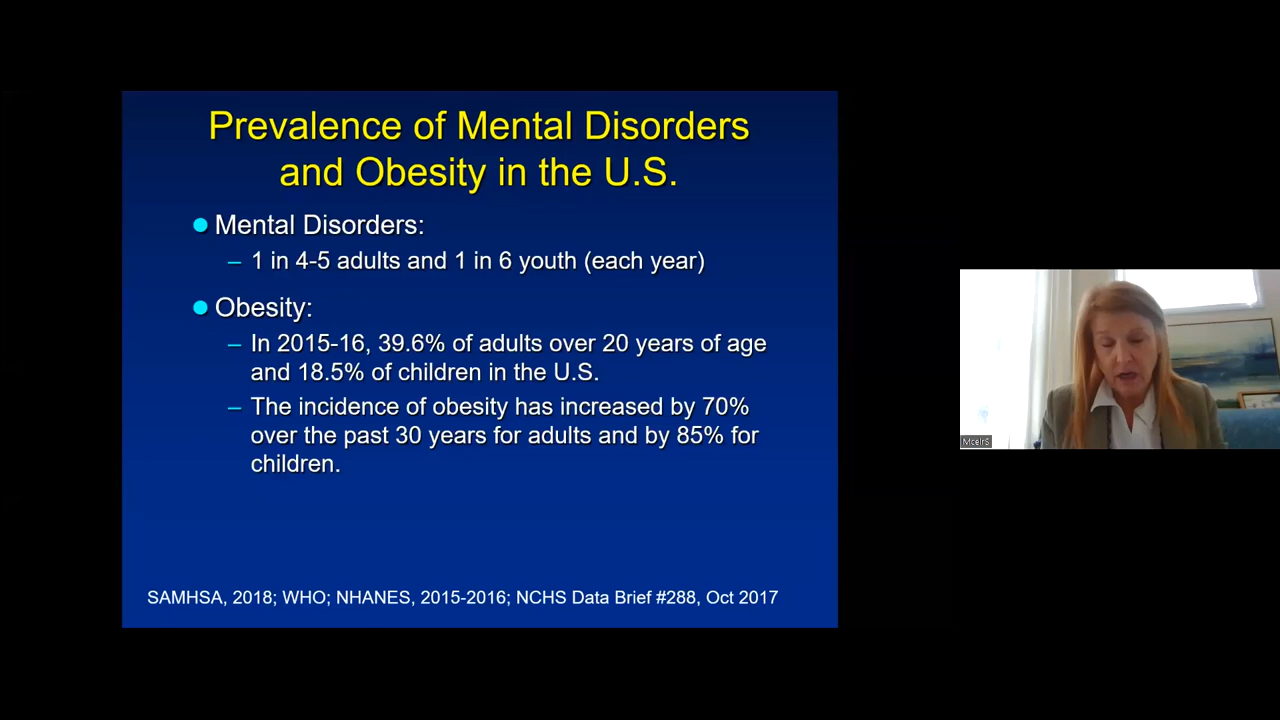 Prevalence of Mental Disorders
and Obesity in the U.S.
Mental Disorders:
– 1 in 4-5 adults and 1 in 6 youth (each year)
Obesity:
– In 2015-16, 39.6% of adults over 20 years of age
and 18.5% of children in the U.S.
– The incidence of obesity has increased by 70%
over the past 30 years for adults and by 85% for
children.
SAMHSA, 2018; WHO; NHANES, 2015-2016; NCHS Data Brief #288, Oct 2017
McelrS